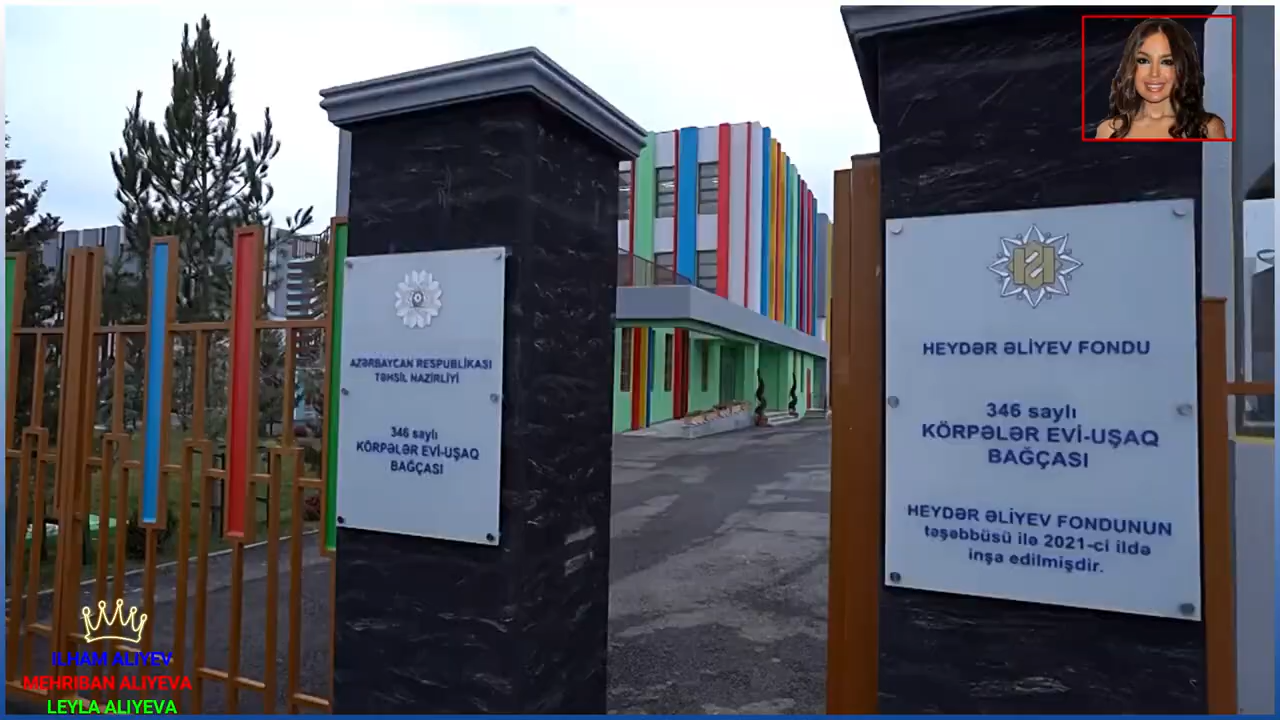 AZƏRBAYCAN RESPUBLİKASI
TƏHSİL NAZİRLİYİ
346 saylı
KÖRPƏLƏR EVİ-UŞAQ
BAĞÇASI
HEYDƏR ƏLİYEV FONDU
346 saylı
KÖRPƏLƏR EVİ-UŞAQ
BAĞÇASI
HEYDƏR ƏLİYEV FONDUNUN
təşəbbüsü ilə 2021-ci ildə
inşa edilmişdir.
ILHAM ALIYEV
MEHRIBAN ALIYEVA
LEYLA ALIYEVA